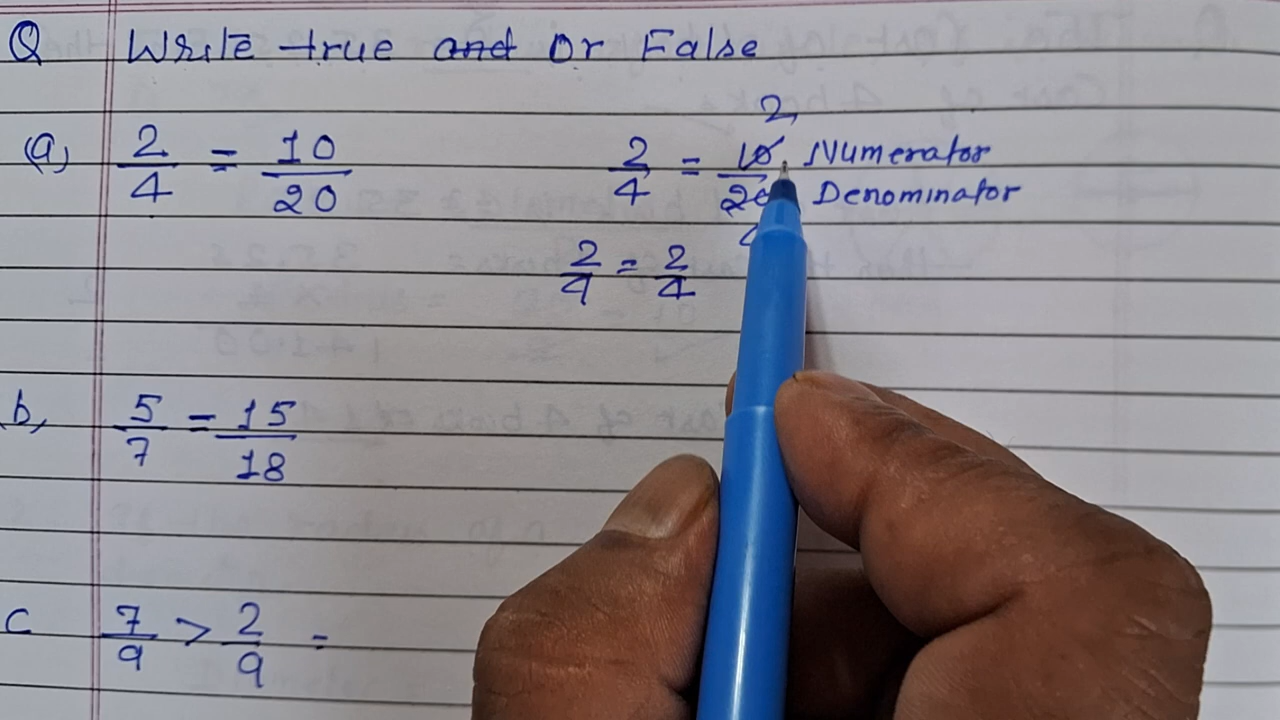 Q Write true and or False
(a) 2/4 = 10/20
2
2/4 = 10/20 Numerator Denominator
2/4 = 2/4
b, 5/7 = 15/18
c 7/9 > 2/9 =